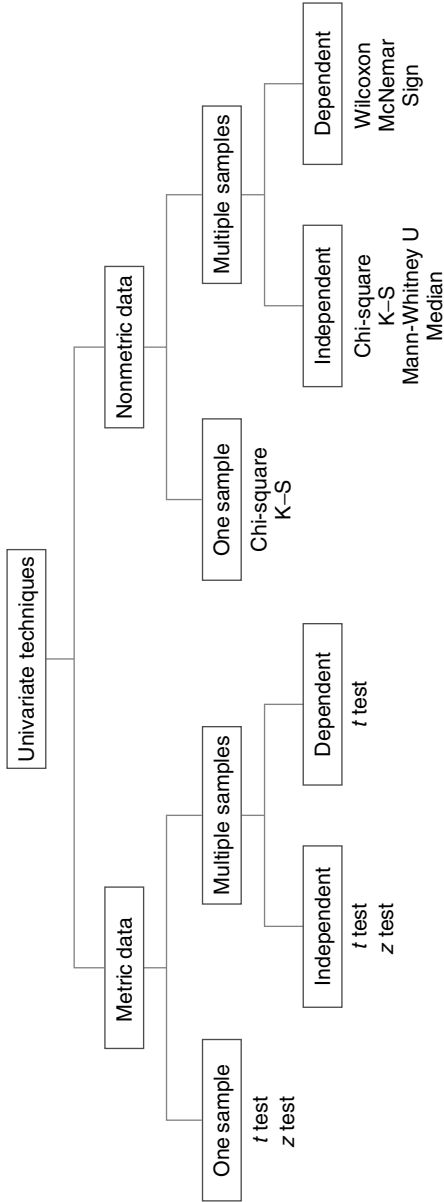 Univariate techniques
Metric data
Nonmetric data
One sample
t test
z test
Multiple samples
Independent
t test
z test
Dependent
t test
One sample
Chi-square
K–S
Multiple samples
Independent
Chi-square
K–S
Mann-Whitney U
Median
Dependent
Wilcoxon
McNemar
Sign